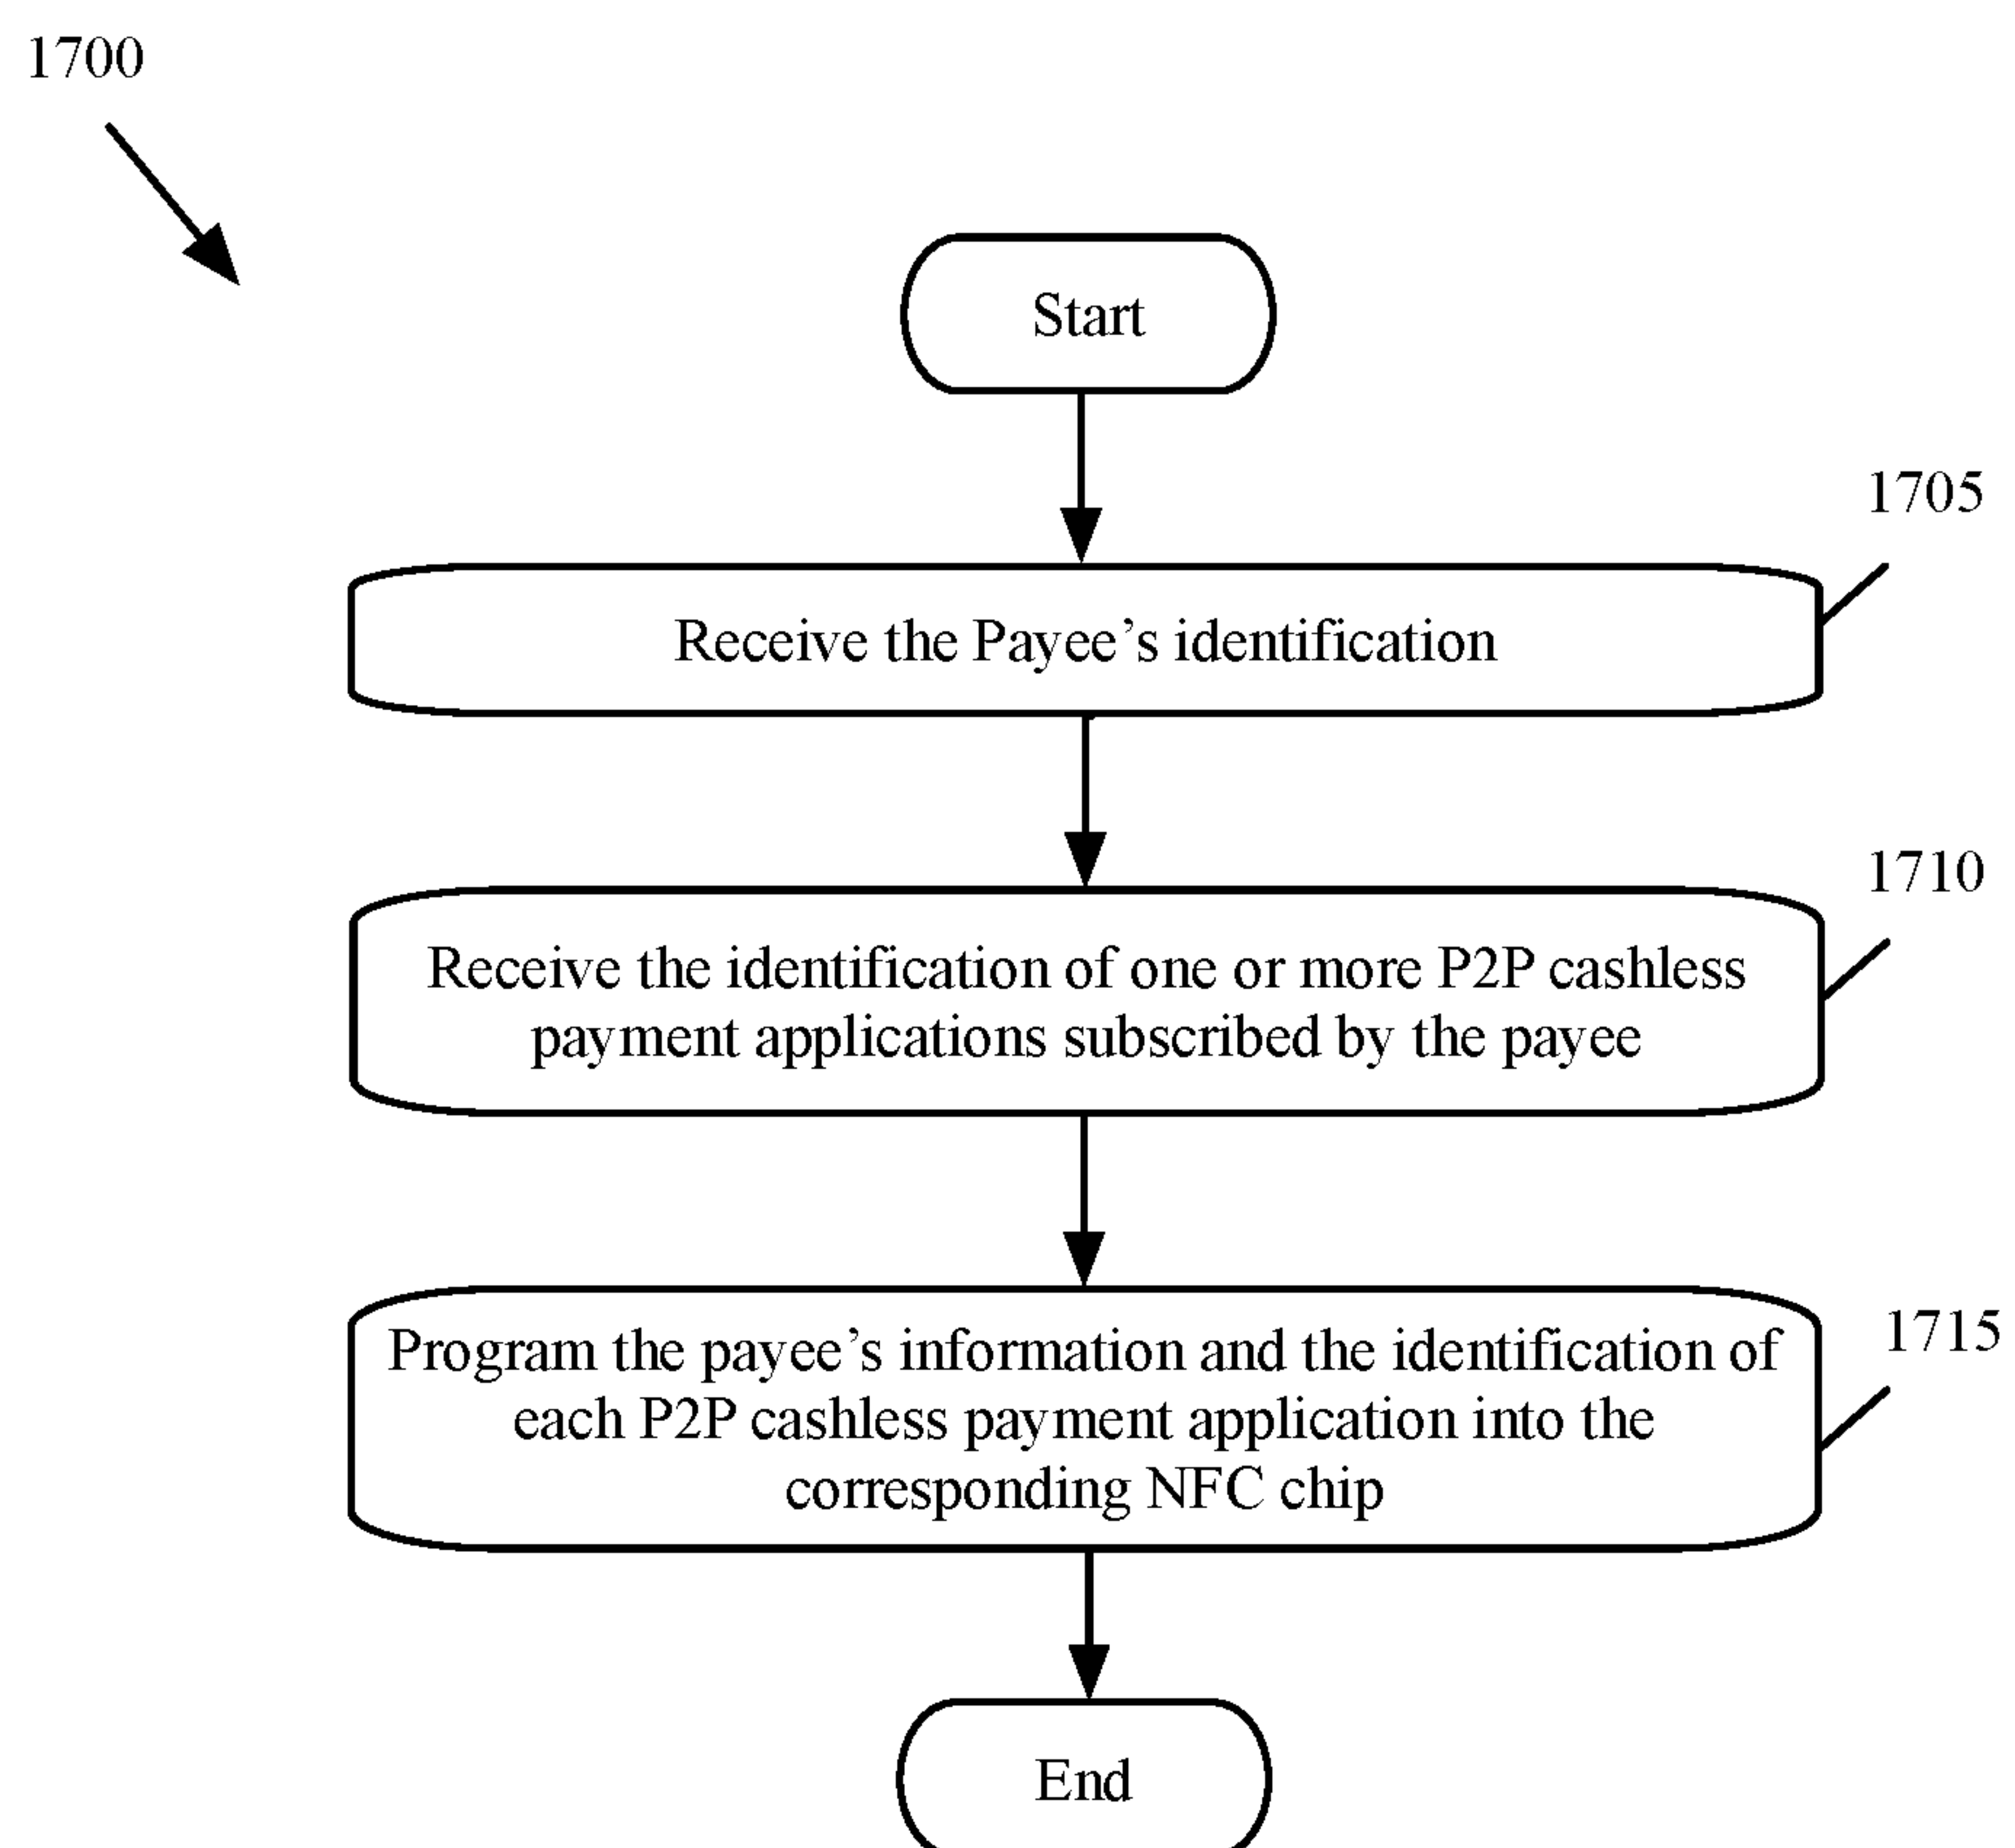 1700
Start
1705
Receive the Payee’s identification
1710
Receive the identification of one or more P2P cashless
payment applications subscribed by the payee
1715
Program the payee’s information and the identification of
each P2P cashless payment application into the
corresponding NFC chip
End